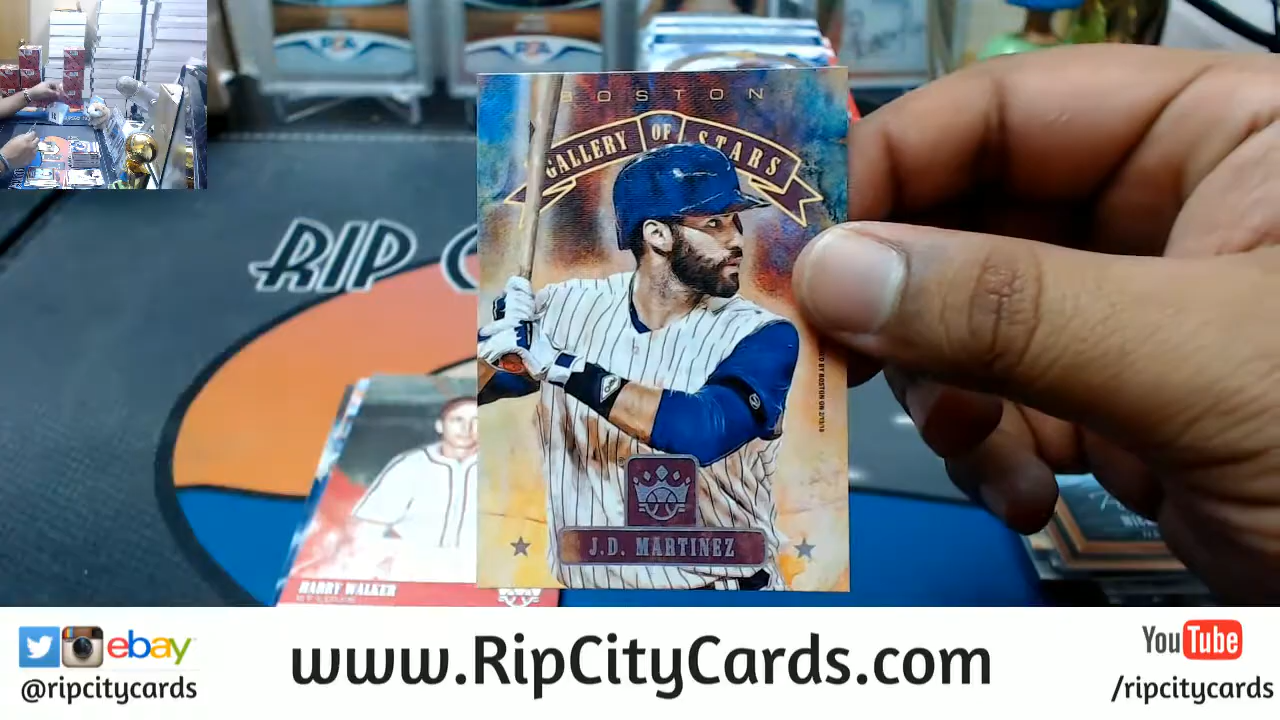 BOSTON
GALLERY OF STARS
RIP C
J.D. MARTINEZ
HARRY WALKER
ebay
@ripcitycards
www.RipCityCards.com
YouTube
/ripcitycards